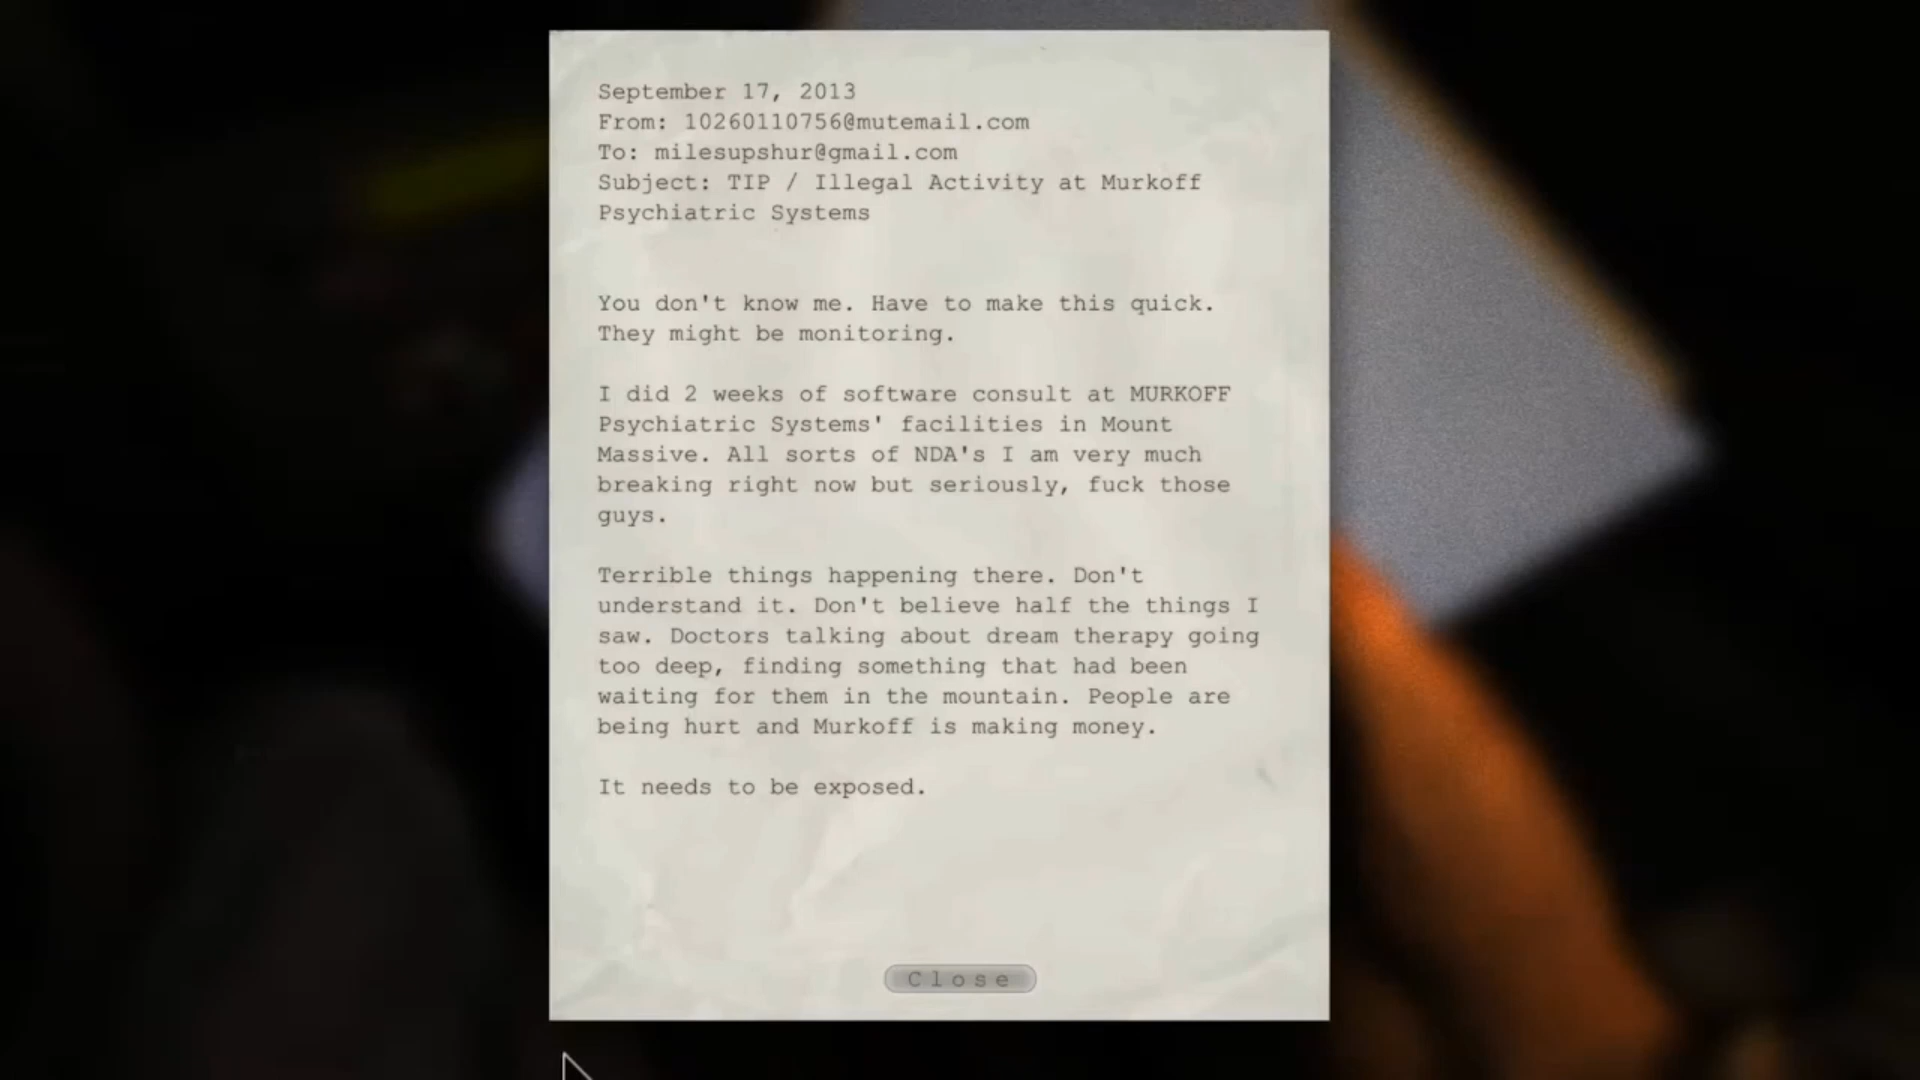 September 17, 2013
From: 10260110756@mutemail.com
To: milesupshur@gmail.com
Subject: TIP / Illegal Activity at Murkoff
Psychiatric Systems
You don't know me. Have to make this quick.
They might be monitoring.
I did 2 weeks of software consult at MURKOFF
Psychiatric Systems' facilities in Mount
Massive. All sorts of NDA's I am very much
breaking right now but seriously, fuck those
guys.
Terrible things happening there. Don't
understand it. Don't believe half the things I
saw. Doctors talking about dream therapy going
too deep, finding something that had been
waiting for them in the mountain. People are
being hurt and Murkoff is making money.
It needs to be exposed.
Close